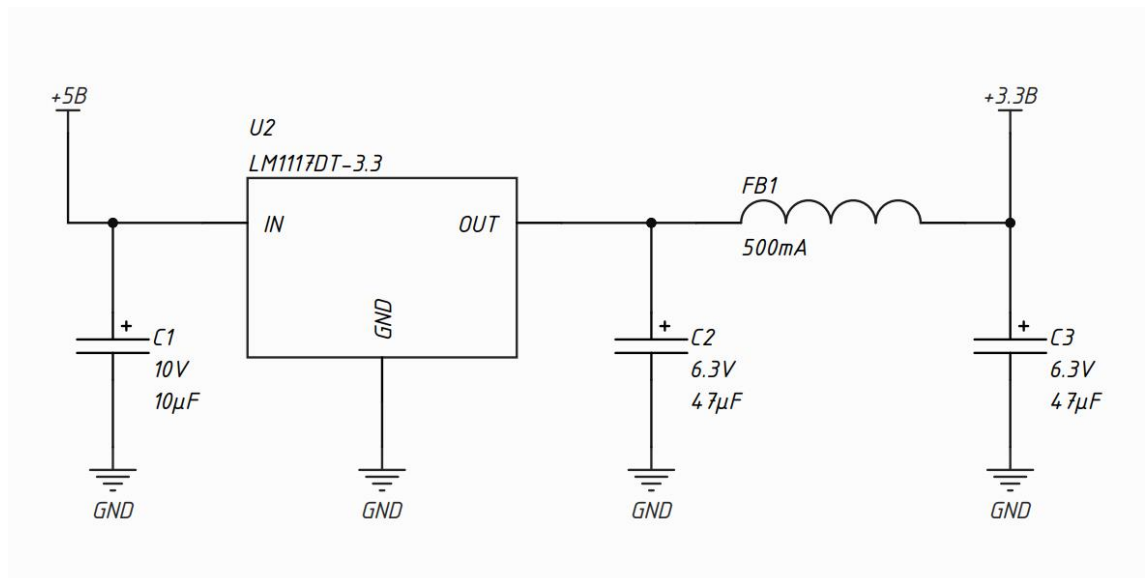 +5В
+3.3В
U2
LM1117DT-3.3
IN
OUT
GND
FB1
500mA
+
C1
10V
10µF
+
C2
6.3V
47µF
+
C3
6.3V
47µF
GND
GND
GND
GND